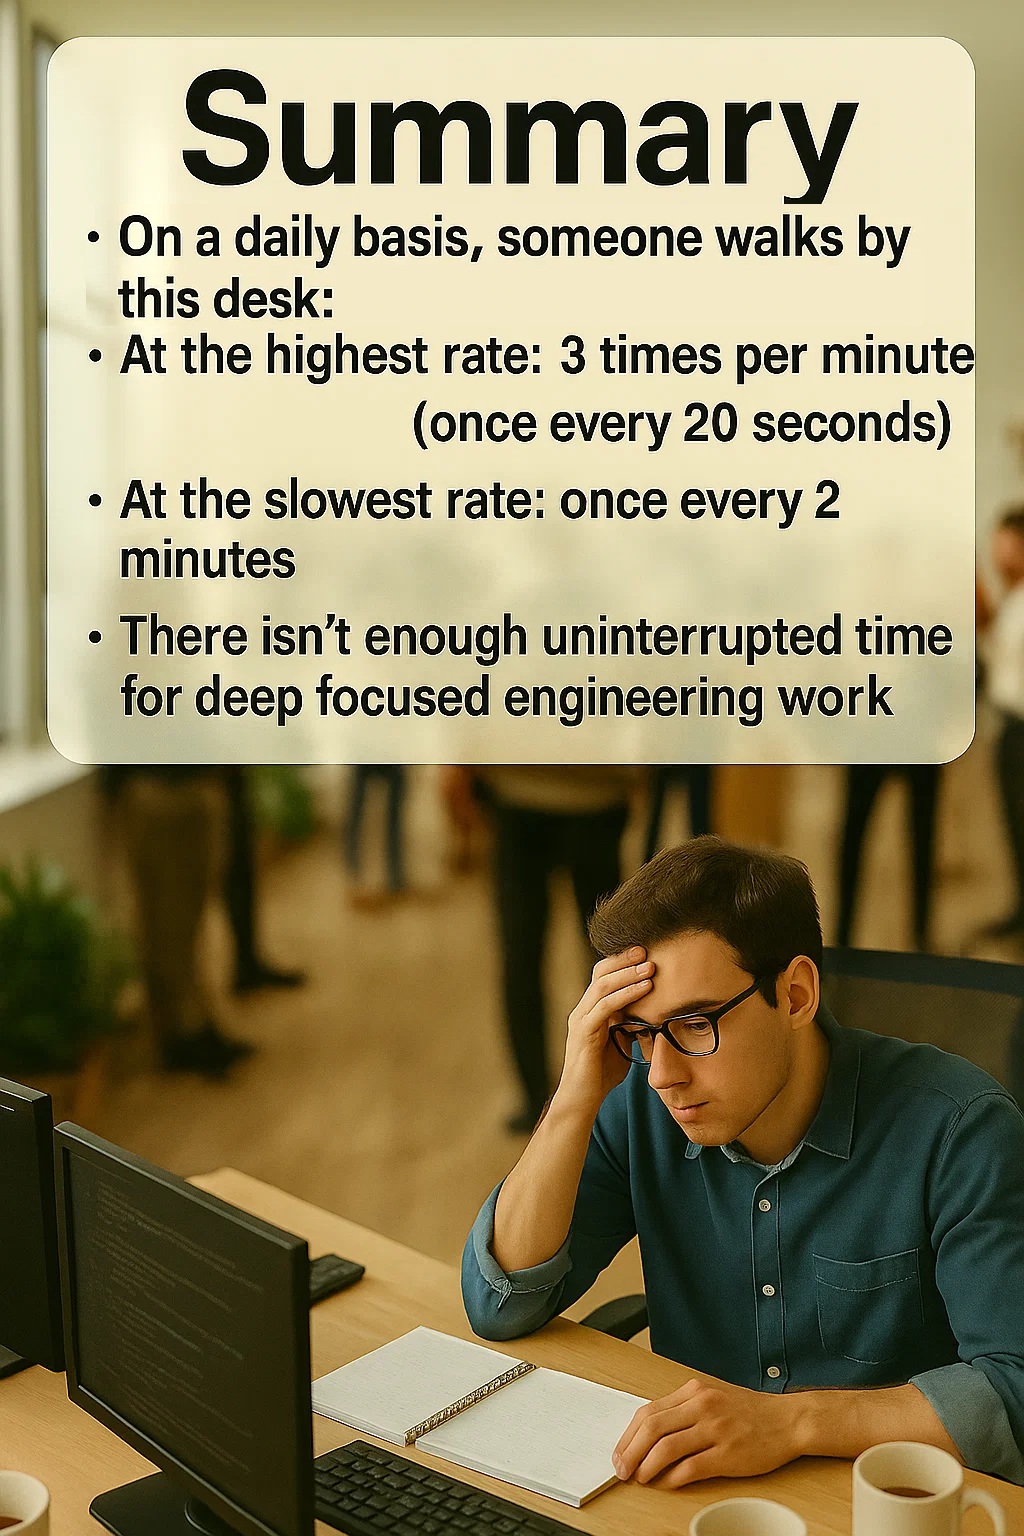 Summary
• On a daily basis, someone walks by
this desk:
• At the highest rate: 3 times per minute
(once every 20 seconds)
• At the slowest rate: once every 2
minutes
• There isn’t enough uninterrupted time
for deep focused engineering work